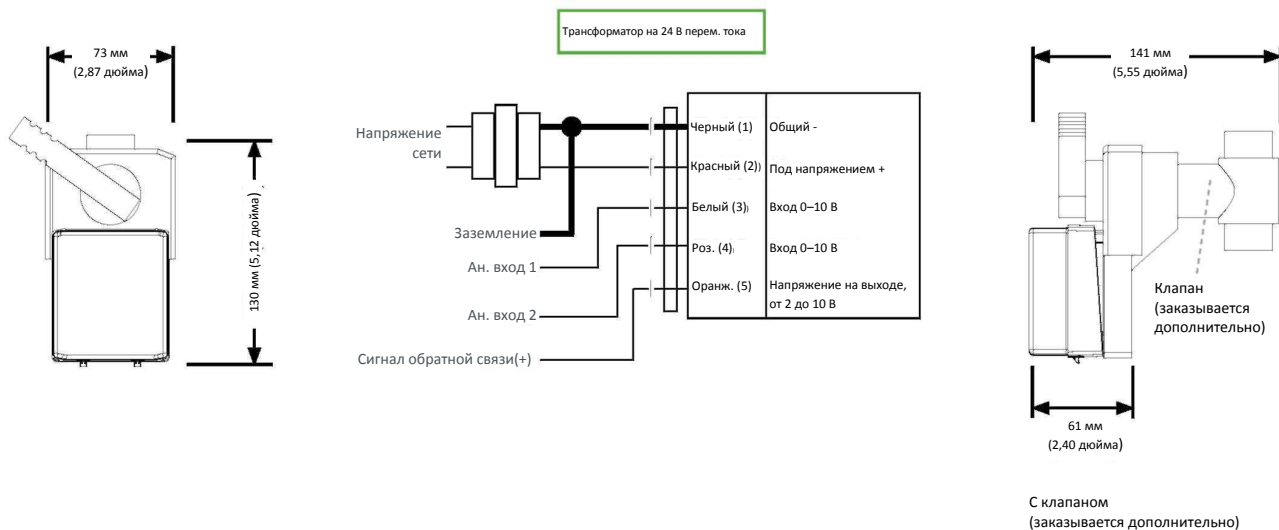 Трансформатор на 24 В перем. тока
73 мм
(2,87 дюйма)
130 мм (5,12 дюйма)
Напряжение
сети
Заземление
Ан. вход 1
Ан. вход 2
Сигнал обратной связи(+)
Черный (1)
Общий -
Красный (2))
Под напряжением +
Белый (3)
Вход 0–10 В
Роз. (4)
Вход 0–10 В
Оранж. (5)
Напряжение на выходе,
от 2 до 10 В
141 мм
(5,55 дюйма)
Клапан
(заказывается
дополнительно)
61 мм
(2,40 дюйма)
С клапаном
(заказывается дополнительно)